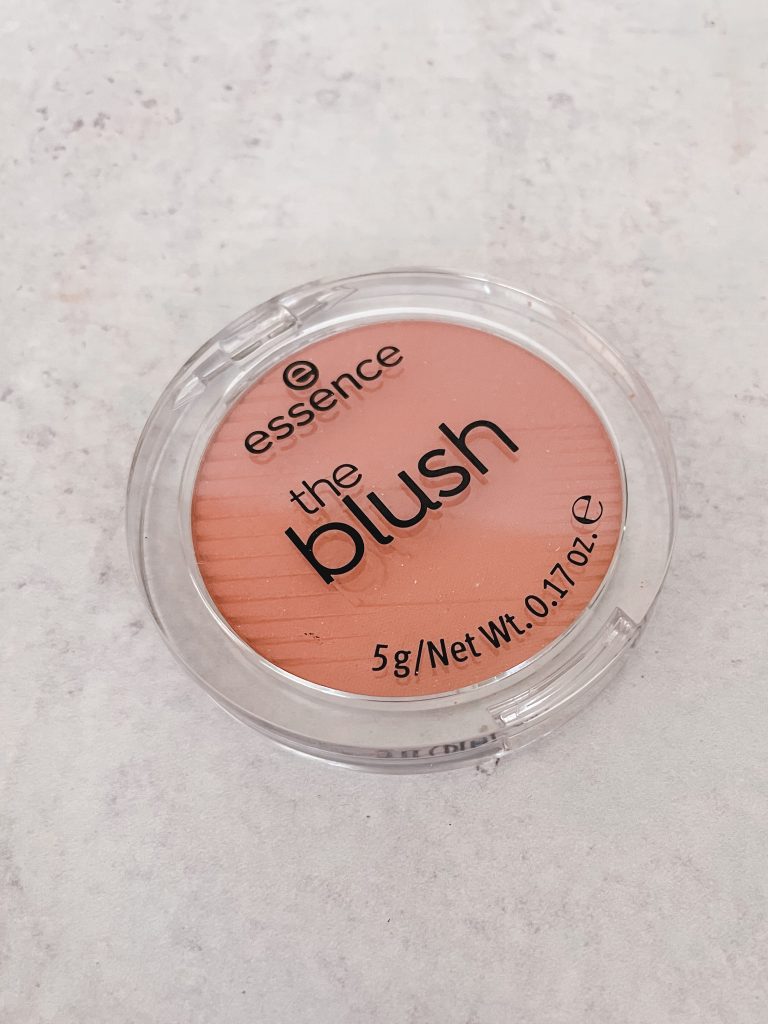 essence
the
blush
5g/Net Wt. 0.17 oz. e